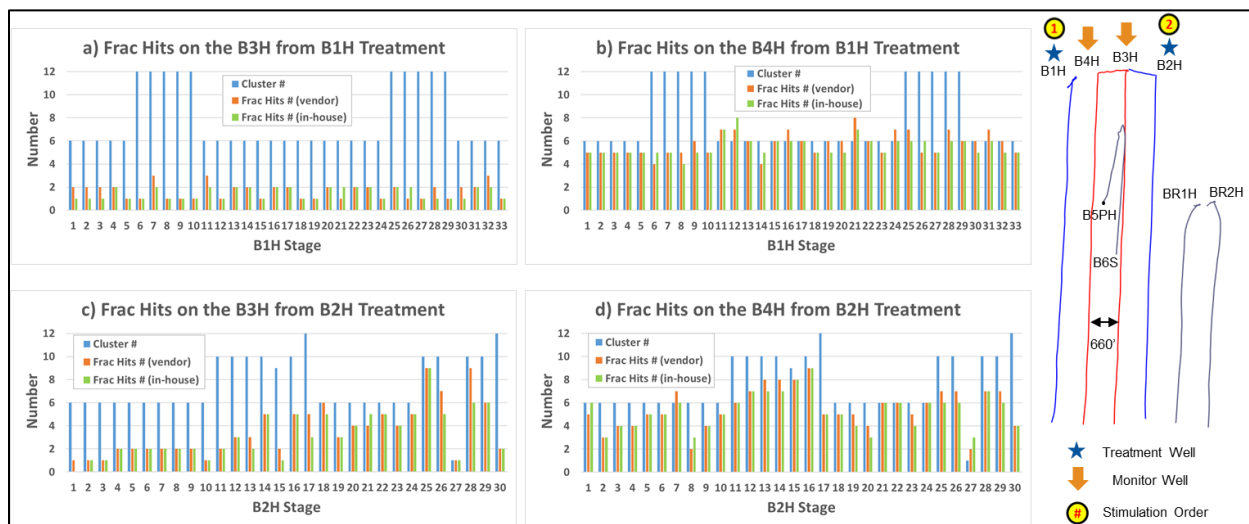 a) Frac Hits on the B3H from B1H Treatment
12
10
8
6
4
2
0
Number
Cluster #
Frac Hits # (vendor)
Frac Hits # (in-house)
1 2 3 4 5 6 7 8 9 10 11 12 13 14 15 16 17 18 19 20 21 22 23 24 25 26 27 28 29 30 31 32 33
B1H Stage
b) Frac Hits on the B4H from B1H Treatment
12
10
8
6
4
2
0
Number
Cluster #
Frac Hits # (vendor)
Frac Hits # (in-house)
1 2 3 4 5 6 7 8 9 10 11 12 13 14 15 16 17 18 19 20 21 22 23 24 25 26 27 28 29 30 31 32 33
B1H Stage
c) Frac Hits on the B3H from B2H Treatment
12
10
8
6
4
2
0
Number
Cluster #
Frac Hits # (vendor)
Frac Hits # (in-house)
1 2 3 4 5 6 7 8 9 10 11 12 13 14 15 16 17 18 19 20 21 22 23 24 25 26 27 28 29 30
B2H Stage
d) Frac Hits on the B4H from B2H Treatment
12
10
8
6
4
2
0
Number
Cluster #
Frac Hits # (vendor)
Frac Hits # (in-house)
1 2 3 4 5 6 7 8 9 10 11 12 13 14 15 16 17 18 19 20 21 22 23 24 25 26 27 28 29 30
B2H Stage
1 2
B1H B4H B3H B2H
BR1H BR2H
B5PH
B6S
660'
Treatment Well
Monitor Well
# Stimulation Order